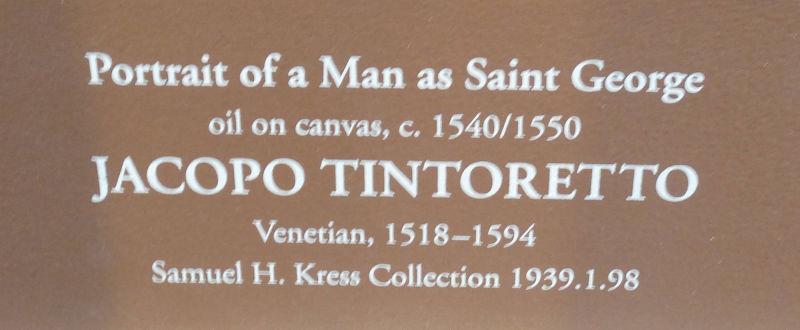 Portrait of a Man as Saint George
oil on canvas, c. 1540/1550
JACOPO TINTORETTO
Venetian, 1518–1594
Samuel H. Kress Collection 1939.1.98